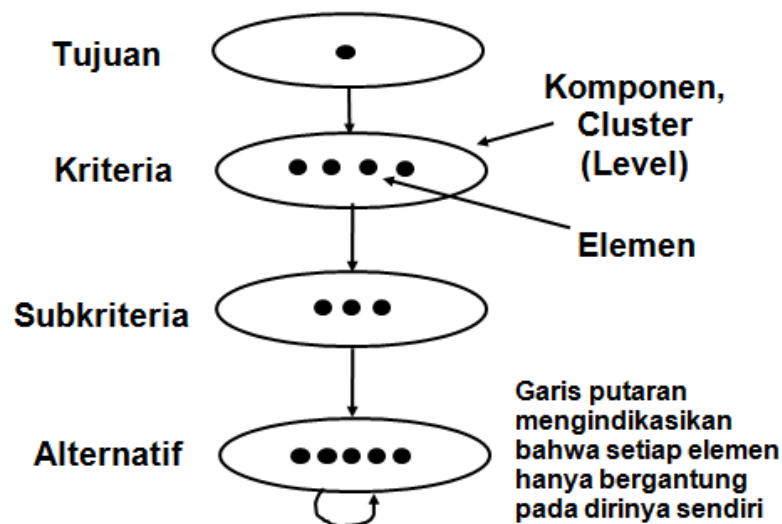 Tujuan
Kriteria
Komponen,
Cluster
(Level)
Elemen
Subkriteria
Alternatif
Garis putaran
mengindikasikan
bahwa setiap elemen
hanya bergantung
pada dirinya sendiri